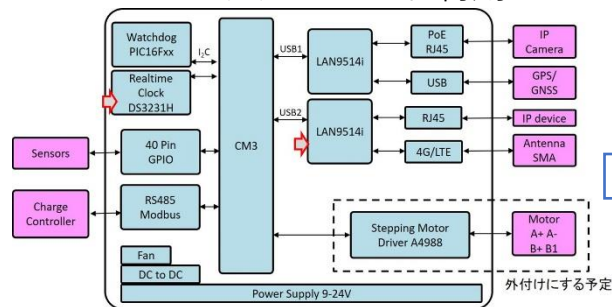 Watchdog
PIC16Fxx
I2C
Realtime
Clock
DS3231H
40 Pin
GPIO
RS485
Modbus
Fan
DC to DC
Power Supply 9-24V
Sensors
Charge
Controller
CM3
USB1
USB2
LAN9514i
LAN9514i
PoE
RJ45
USB
RJ45
4G/LTE
IP
Camera
GPS/
GNSS
IP device
Antenna
SMA
Stepping Motor
Driver A4988
Motor
A+ A-
B+ B1
外付けにする予定